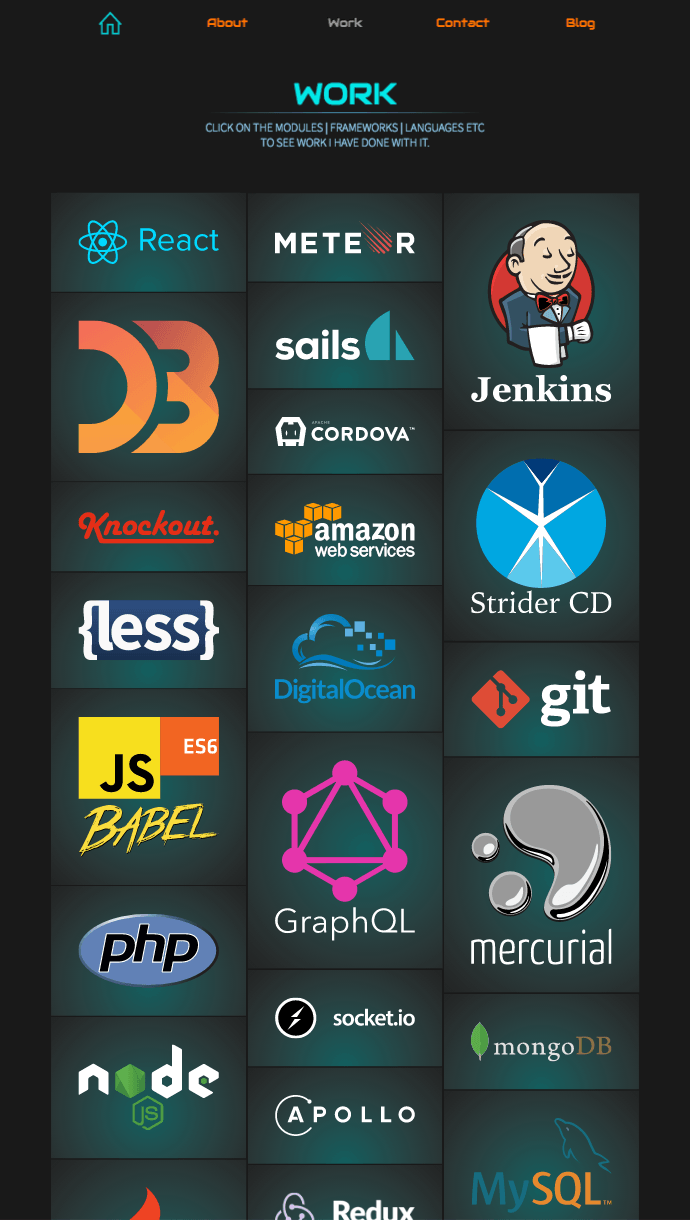 About
Work
Contact
Blog
WORK
CLICK ON THE MODULES | FRAMEWORKS | LANGUAGES ETC
TO SEE WORK I HAVE DONE WITH IT.
React
D3
Knockout.
{less}
JS
ES6
BABEL
php
node
JS
METEOR
sails
APACHE
CORDOVA™
amazon
web services
DigitalOcean
GraphQL
socket.io
APOLLO
Redux
Jenkins
Strider CD
git
mercurial
mongoDB
MySQL™